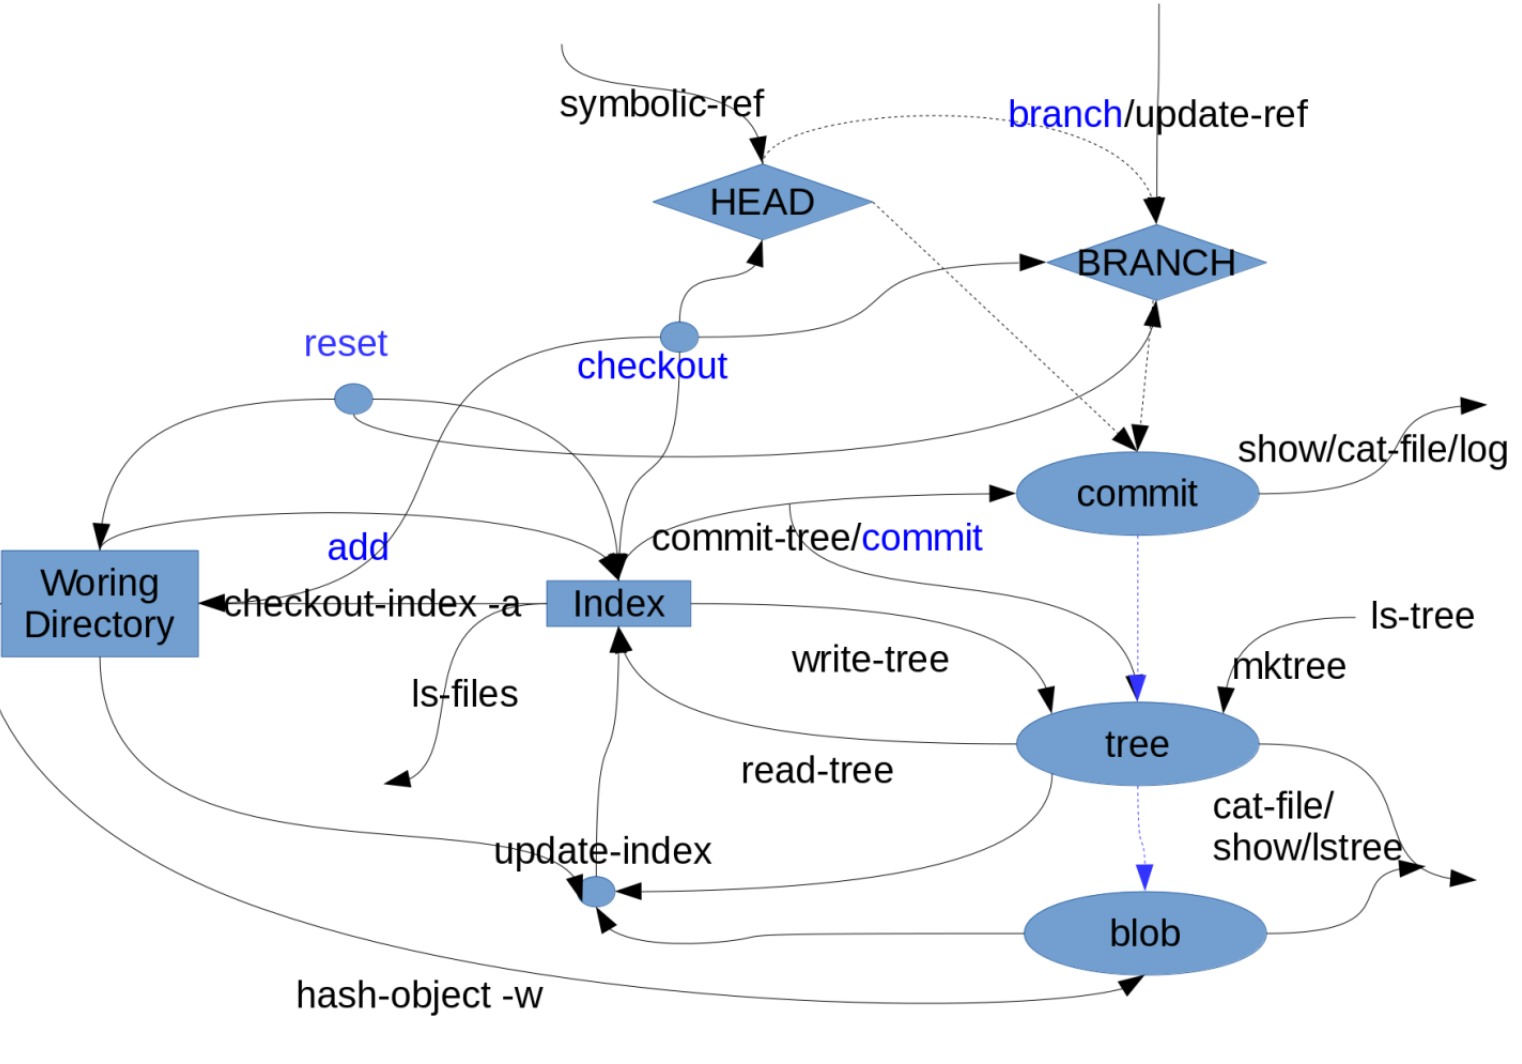 symbolic-ref
branch/update-ref
HEAD
BRANCH
reset
checkout
show/cat-file/log
commit
add
commit-tree/commit
Woring
Directory
checkout-index -a
Index
ls-tree
write-tree
mktree
ls-files
tree
read-tree
cat-file/
show/lstree
update-index
blob
hash-object -w